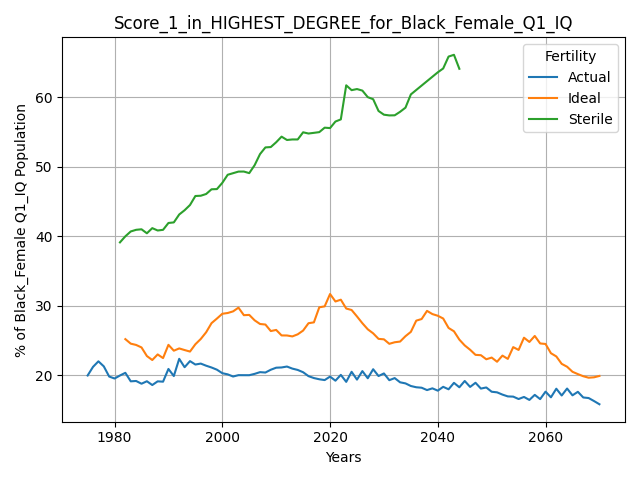 Score_1_in_HIGHEST_DEGREE_for_Black_Female_Q1_IQ
% of Black_Female Q1_IQ Population
60
50
40
30
20
Fertility
Actual
Ideal
Sterile
1980 2000 2020 2040 2060
Years